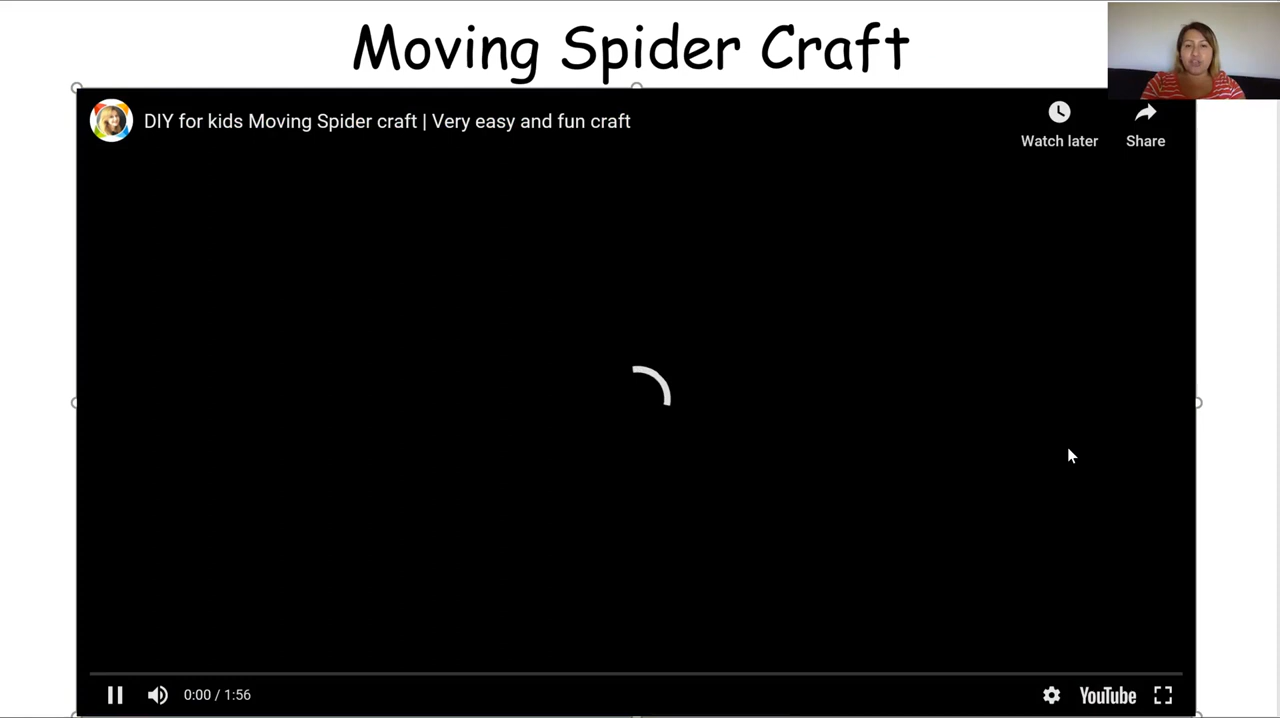 Moving Spider Craft
DIY for kids Moving Spider craft | Very easy and fun craft
Watch later
Share
0:00 / 1:56
YouTube